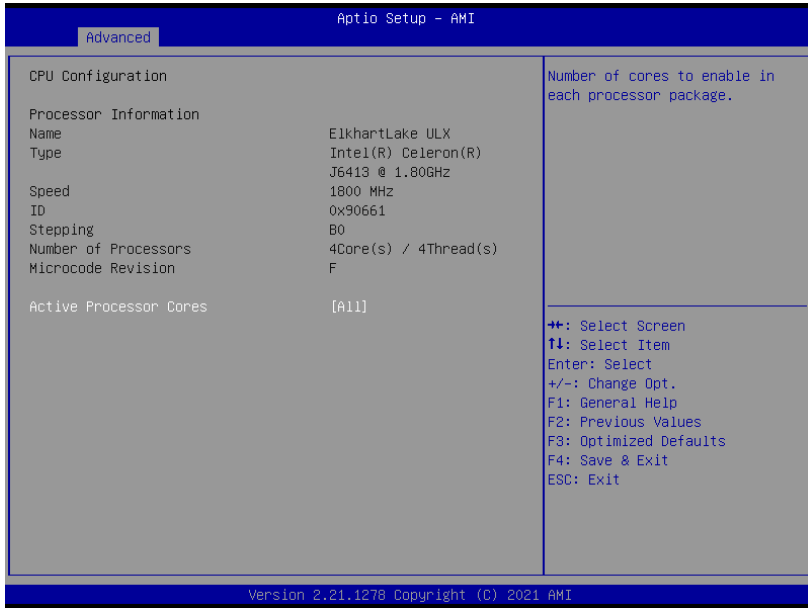 Aptio Setup – AMI
Advanced
CPU Configuration
Processor Information
Name ElkhartLake ULX
Type Intel(R) Celeron(R)
J6413 @ 1.80GHz
Speed 1800 MHz
ID 0x90661
Stepping B0
Number of Processors 4Core(s) / 4Thread(s)
Microcode Revision F
Active Processor Cores [All]
Number of cores to enable in
each processor package.
→←: Select Screen
↑↓: Select Item
Enter: Select
+/-: Change Opt.
F1: General Help
F2: Previous Values
F3: Optimized Defaults
F4: Save & Exit
ESC: Exit
Version 2.21.1278 Copyright (C) 2021 AMI